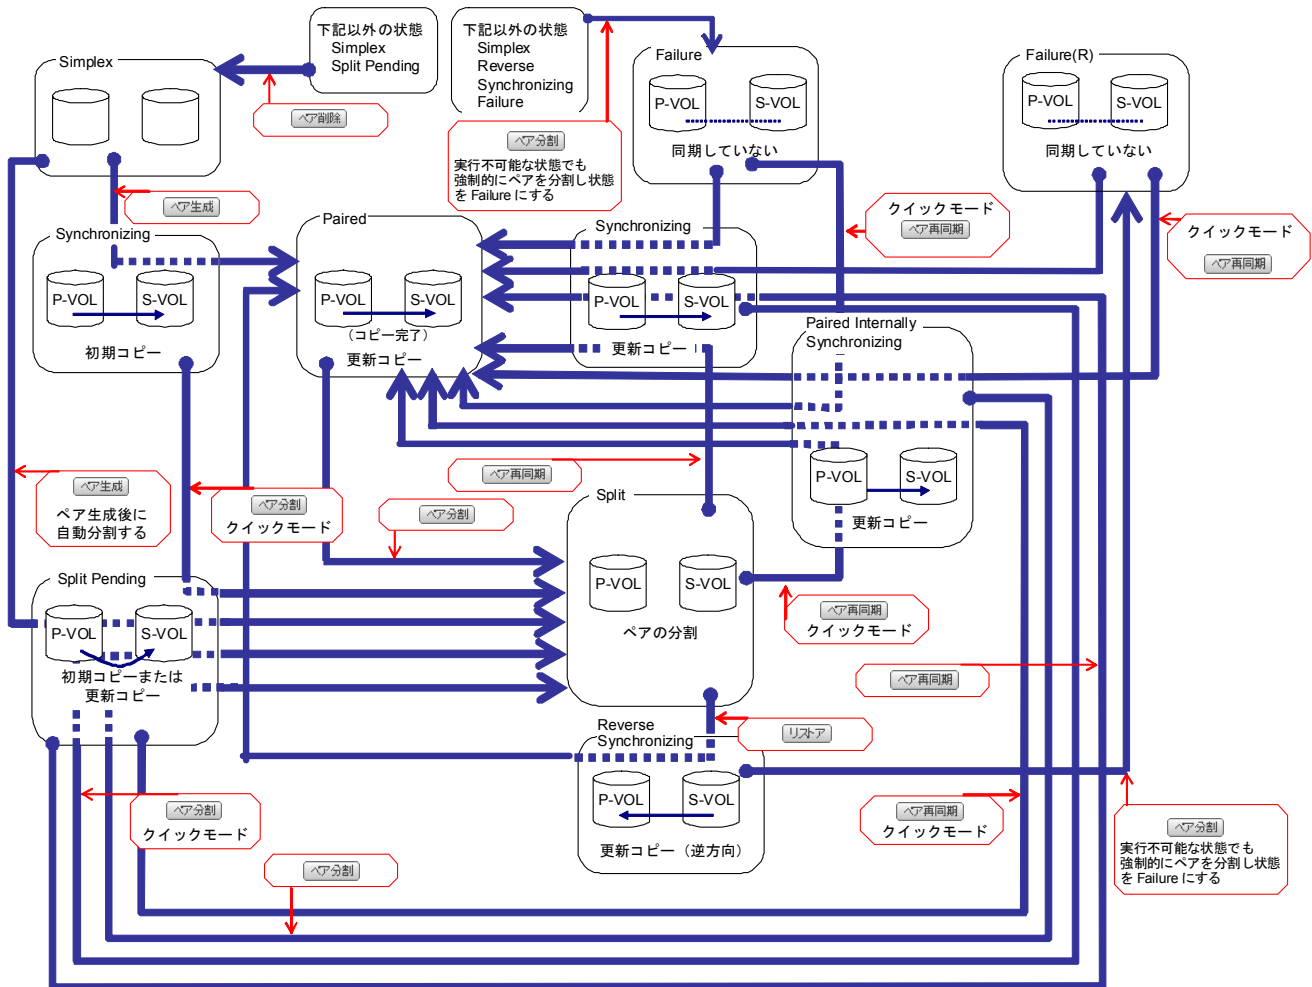 下記以外の状態
Simplex
Split Pending
下記以外の状態
Simplex
Reverse
Synchronizing
Failure
Simplex
ペア削除
ペア生成
Failure
P-VOL
S-VOL
同期していない
Failure(R)
P-VOL
S-VOL
同期していない
ペア分割
実行不可能な状態でも
強制的にペアを分割し状態
を Failure にする
クイックモード
ペア再同期
クイックモード
ペア再同期
Synchronizing
P-VOL
S-VOL
初期コピー
Paired
P-VOL
S-VOL
(コピー完了)
更新コピー
Synchronizing
P-VOL
S-VOL
更新コピー
Paired Internally
Synchronizing
P-VOL
S-VOL
更新コピー
ペア生成
ペア生成後に
自動分割する
ペア分割
クイックモード
ペア再同期
ペア分割
Split
P-VOL
S-VOL
ペアの分割
ペア再同期
クイックモード
Split Pending
P-VOL
S-VOL
初期コピーまたは
更新コピー
ペア再同期
リストア
Reverse
Synchronizing
P-VOL
S-VOL
更新コピー（逆方向）
ペア分割
クイックモード
ペア再同期
クイックモード
ペア分割
実行不可能な状態でも
強制的にペアを分割し状態
を Failure にする
ペア分割